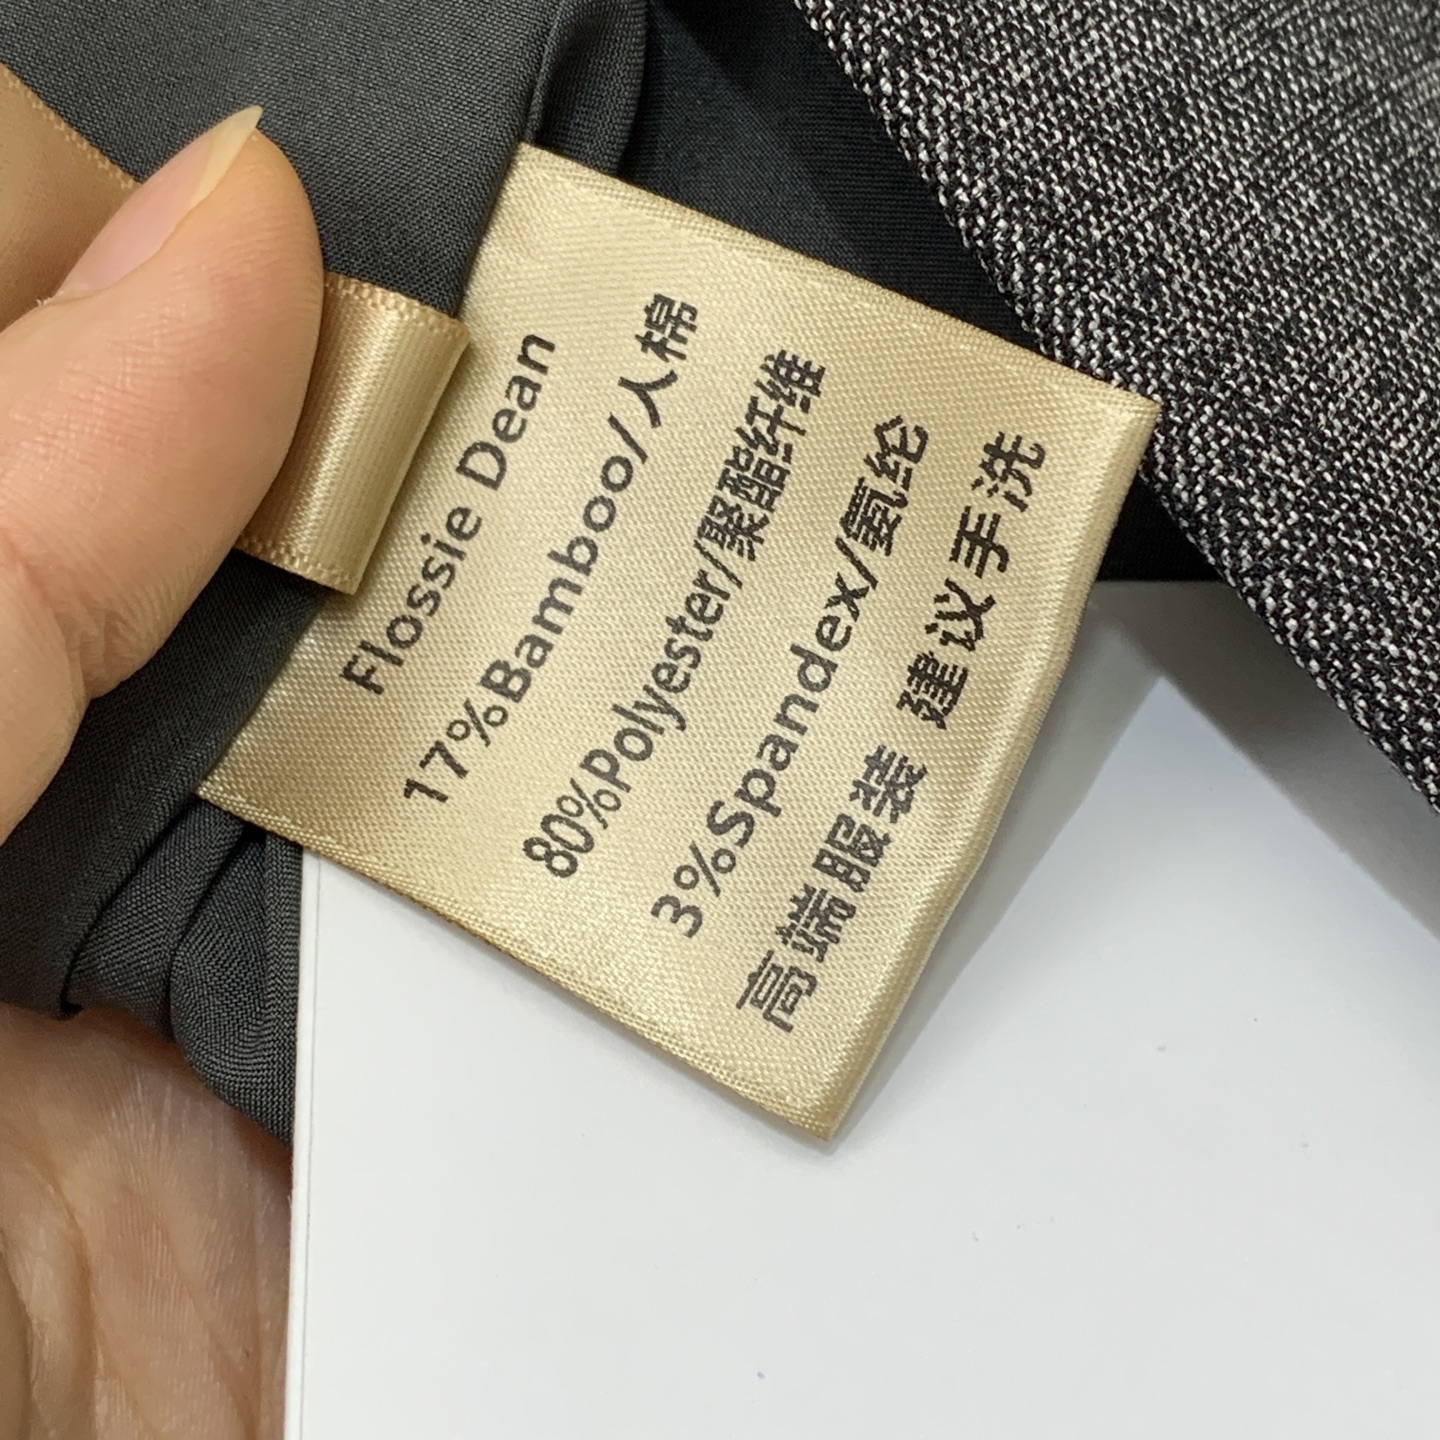 Flossie Dean
17%Bamboo/人棉
80%Polyester/聚酯纤维
3%Spandex/氨纶
高端服装 建议手洗